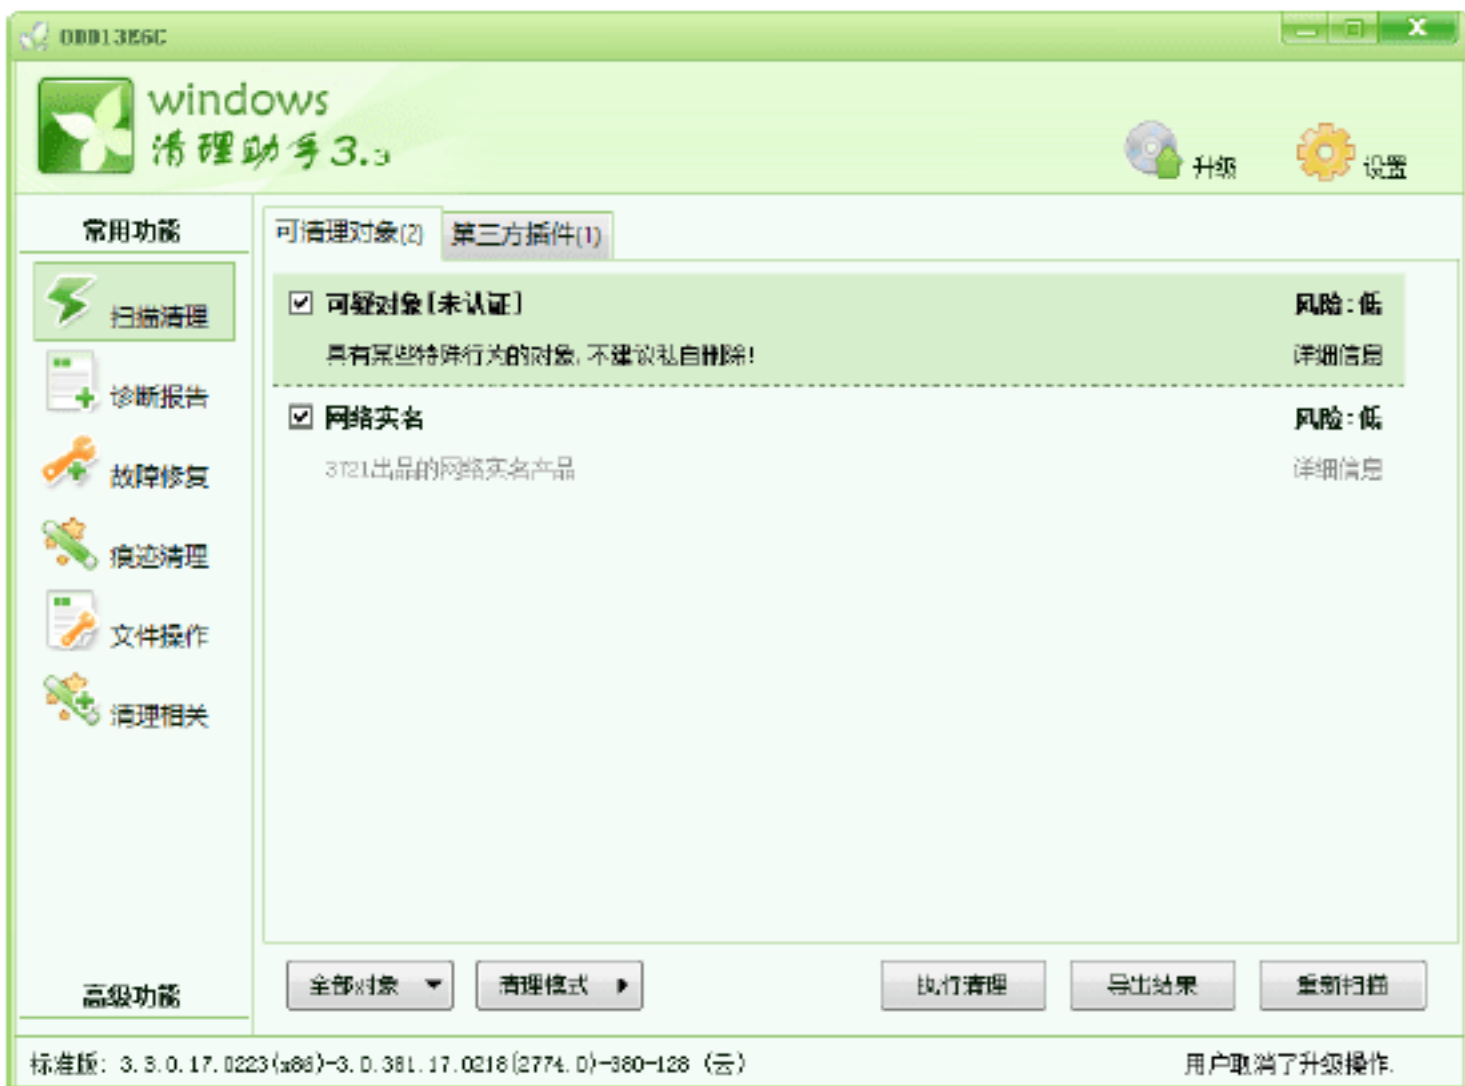 0DD13E6C
windows
清理助手3.3
升级
设置
常用功能
扫描清理
诊断报告
故障修复
痕迹清理
文件操作
清理相关
高级功能
可清理对象(2)
第三方插件(1)
可疑对象[未认证]
风险:低
具有某些特殊行为的对象,不建议私自删除!
详细信息
网络实名
风险:低
3721出品的网络实名产品
详细信息
全部对象
清理模式
执行清理
导出结果
重新扫描
标准版: 3.3.0.17.0223(x86)-3.0.381.17.0218(2774.0)-380-128 (云)
用户取消了升级操作.